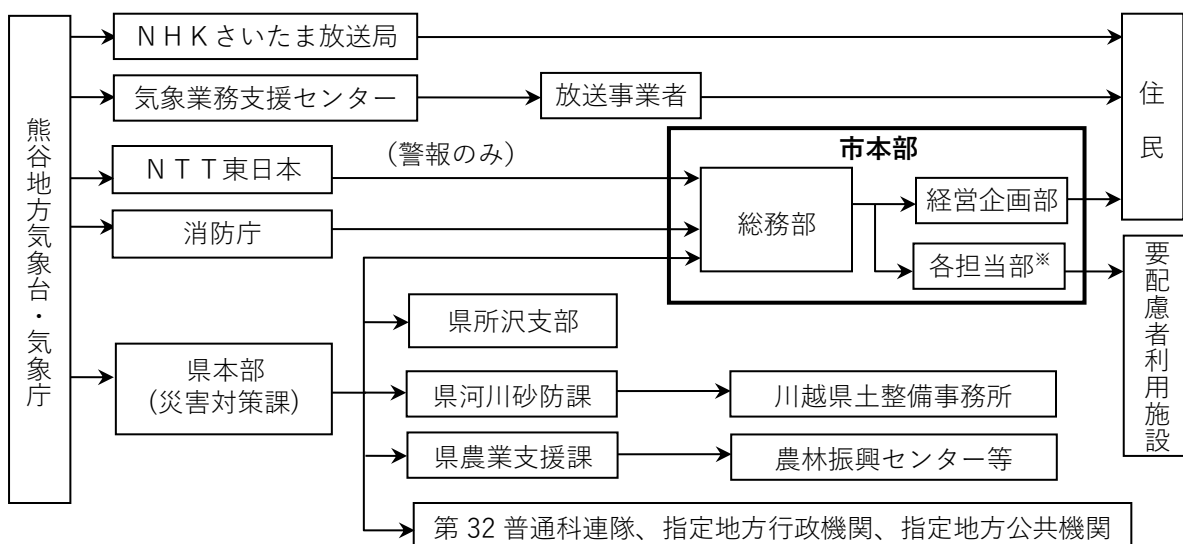 熊谷地方気象台・気象庁
ＮＨＫさいたま放送局
気象業務支援センター
放送事業者
住民
ＮＴＴ東日本
（警報のみ）
消防庁
市本部
総務部
経営企画部
各担当部※
要配慮者利用施設
県本部
(災害対策課)
県所沢支部
県河川砂防課
川越県土整備事務所
県農業支援課
農林振興センター等
第 32 普通科連隊、指定地方行政機関、指定地方公共機関